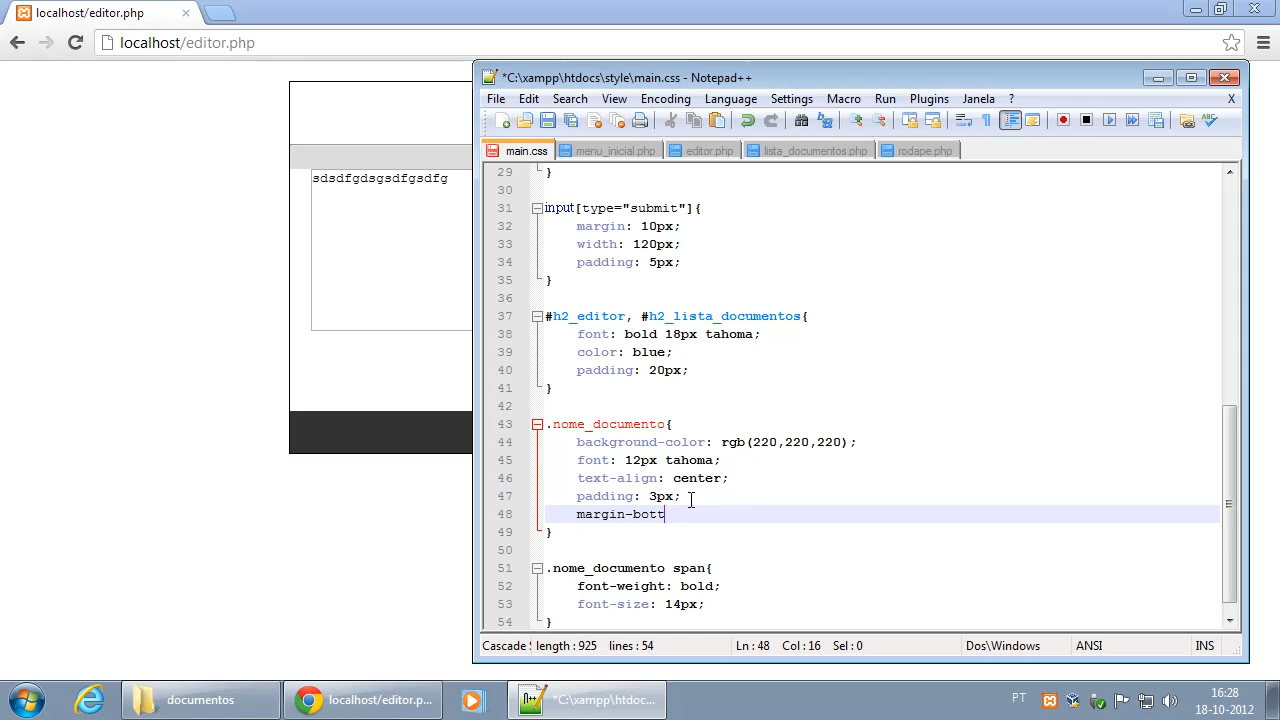 localhost/editor.php
localhost/editor.php
*C:\xampp\htdocs\style\main.css - Notepad++
File Edit Search View Encoding Language Settings Macro Run Plugins Janela ? X
main.css menu_inicial.php editor.php lista_documentos.php rodape.php
sdsdfgdsgsdfgsdfg
29 }
30
31 input[type="submit"]{
32 margin: 10px;
33 width: 120px;
34 padding: 5px;
35 }
36
37 #h2_editor, #h2_lista_documentos{
38 font: bold 18px tahoma;
39 color: blue;
40 padding: 20px;
41 }
42
43 .nome_documento{
44 background-color: rgb(220,220,220);
45 font: 12px tahoma;
46 text-align: center;
47 padding: 3px;
48 margin-bott
49 }
50
51 .nome_documento span{
52 font-weight: bold;
53 font-size: 14px;
54 }
Cascade length : 925 lines : 54 Ln : 48 Col : 16 Sel : 0 Dos\Windows ANSI INS
documentos localhost/editor.p... *C:\xampp\htdoc... PT 16:28
18-10-2012